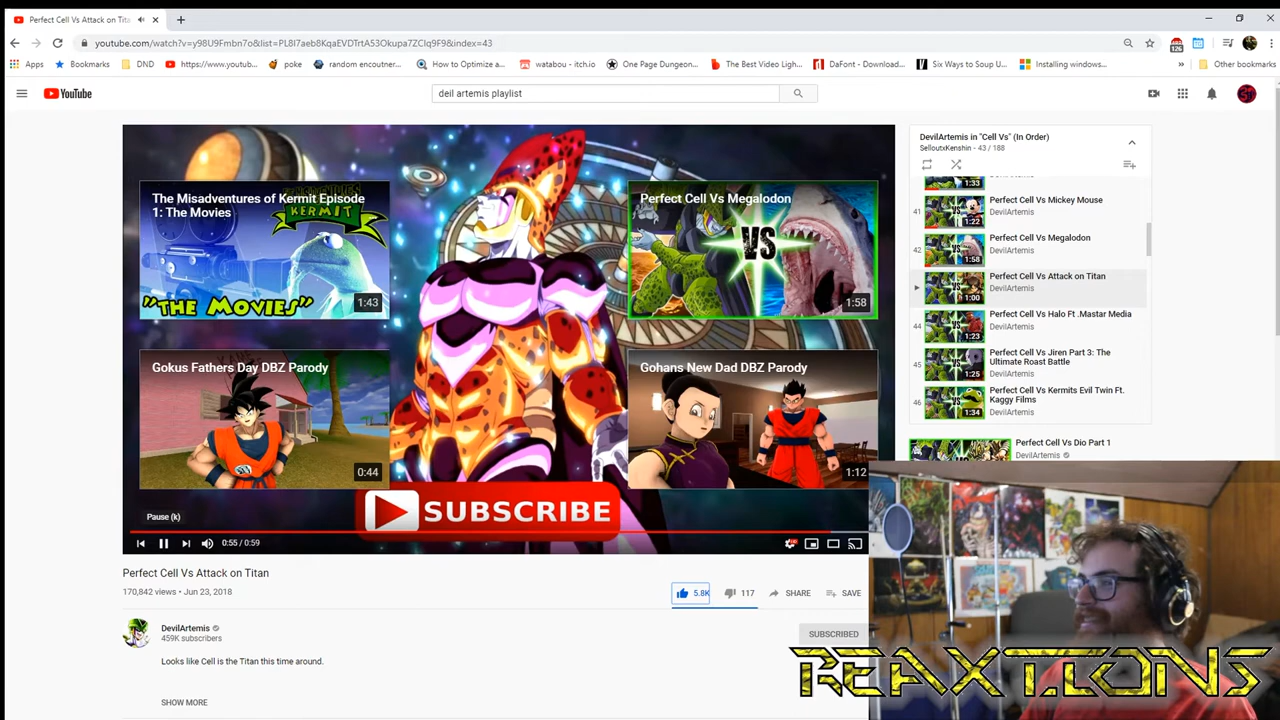 Perfect Cell Vs Attack on Tita
youtube.com/watch?v=y98U9Fmbn7o&list=PL8I7aeb8KqaEVDTrtA53Okupa7ZClq9F9&index=43
126
Apps
Bookmarks
DND
https://www.youtub...
poke
random encoutner...
How to Optimize a...
watabou - itch.io
One Page Dungeon...
The Best Video Ligh...
DaFont - Download...
Six Ways to Soup U...
Installing windows...
»
Other bookmarks
YouTube
deil artemis playlist
The Misadventures of Kermit Episode
1: The Movies
KERMIT
"THE MOVIES"
1:43
Perfect Cell Vs Megalodon
VS
1:58
Gokus Fathers Day DBZ Parody
0:44
Gohans New Dad DBZ Parody
1:12
SUBSCRIBE
Pause (k)
0:55 / 0:59
DevilArtemis in "Cell Vs" (In Order)
SelloutxKenshin - 43 / 188
1:33
41
Perfect Cell Vs Mickey Mouse
DevilArtemis
1:22
42
Perfect Cell Vs Megalodon
DevilArtemis
1:58
Perfect Cell Vs Attack on Titan
DevilArtemis
1:00
44
Perfect Cell Vs Halo Ft .Mastar Media
DevilArtemis
1:23
45
Perfect Cell Vs Jiren Part 3: The
Ultimate Roast Battle
DevilArtemis
1:25
46
Perfect Cell Vs Kermits Evil Twin Ft.
Kaggy Films
DevilArtemis
1:34
Perfect Cell Vs Dio Part 1
DevilArtemis
Perfect Cell Vs Attack on Titan
170,842 views • Jun 23, 2018
5.8K
117
SHARE
SAVE
DevilArtemis
459K subscribers
SUBSCRIBED
Looks like Cell is the Titan this time around.
SHOW MORE
REAXTIONS